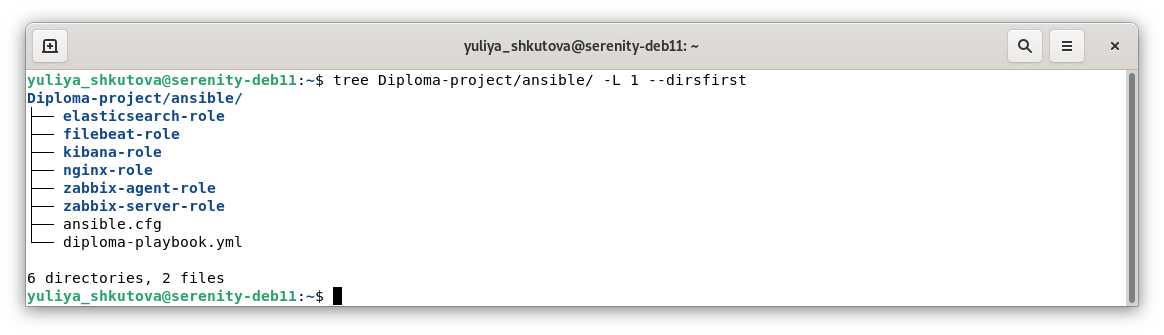 yuliya_shkutova@serenity-deb11: ~
yuliya_shkutova@serenity-deb11:~$ tree Diploma-project/ansible/ -L 1 --dirsfirst
Diploma-project/ansible/
├── elasticsearch-role
├── filebeat-role
├── kibana-role
├── nginx-role
├── zabbix-agent-role
├── zabbix-server-role
├── ansible.cfg
└── diploma-playbook.yml
6 directories, 2 files
yuliya_shkutova@serenity-deb11:~$